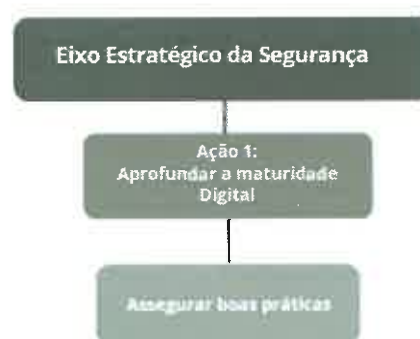 Eixo Estratégico da Segurança
Ação 1:
Aprofundar a maturidade
Digital
Assegurar boas práticas